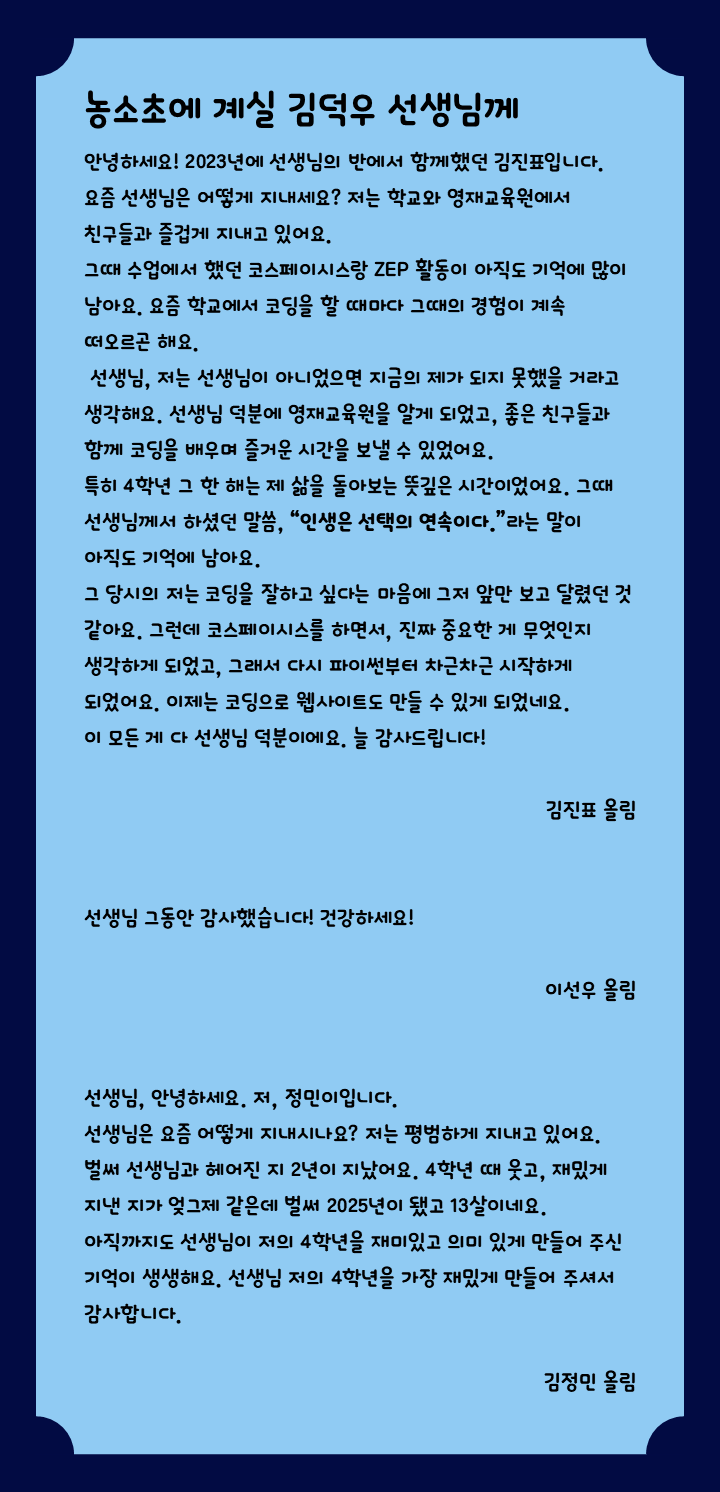 농소초에 계실 김덕우 선생님께
안녕하세요! 2023년에 선생님의 반에서 함께했던 김진표입니다.
요즘 선생님은 어떻게 지내세요? 저는 학교와 영재교육원에서
친구들과 즐겁게 지내고 있어요.
그때 수업에서 했던 코스페이시스랑 ZEP 활동이 아직도 기억에 많이
남아요. 요즘 학교에서 코딩을 할 때마다 그때의 경험이 계속
떠오르곤 해요.
선생님, 저는 선생님이 아니었으면 지금의 제가 되지 못했을 거라고
생각해요. 선생님 덕분에 영재교육원을 알게 되었고, 좋은 친구들과
함께 코딩을 배우며 즐거운 시간을 보낼 수 있었어요.
특히 4학년 그 한 해는 제 삶을 돌아보는 뜻깊은 시간이었어요. 그때
선생님께서 하셨던 말씀, “인생은 선택의 연속이다.”라는 말이
아직도 기억에 남아요.
그 당시의 저는 코딩을 잘하고 싶다는 마음에 그저 앞만 보고 달렸던 것
같아요. 그런데 코스페이시스를 하면서, 진짜 중요한 게 무엇인지
생각하게 되었고, 그래서 다시 파이썬부터 차근차근 시작하게
되었어요. 이제는 코딩으로 웹사이트도 만들 수 있게 되었네요.
이 모든 게 다 선생님 덕분이에요. 늘 감사드립니다!
김진표 올림
선생님 그동안 감사했습니다! 건강하세요!
이선우 올림
선생님, 안녕하세요. 저, 정민이입니다.
선생님은 요즘 어떻게 지내시나요? 저는 평범하게 지내고 있어요.
벌써 선생님과 헤어진 지 2년이 지났어요. 4학년 때 웃고, 재밌게
지낸 지가 엊그제 같은데 벌써 2025년이 됐고 13살이네요.
아직까지도 선생님이 저의 4학년을 재미있고 의미 있게 만들어 주신
기억이 생생해요. 선생님 저의 4학년을 가장 재밌게 만들어 주셔서
감사합니다.
김정민 올림